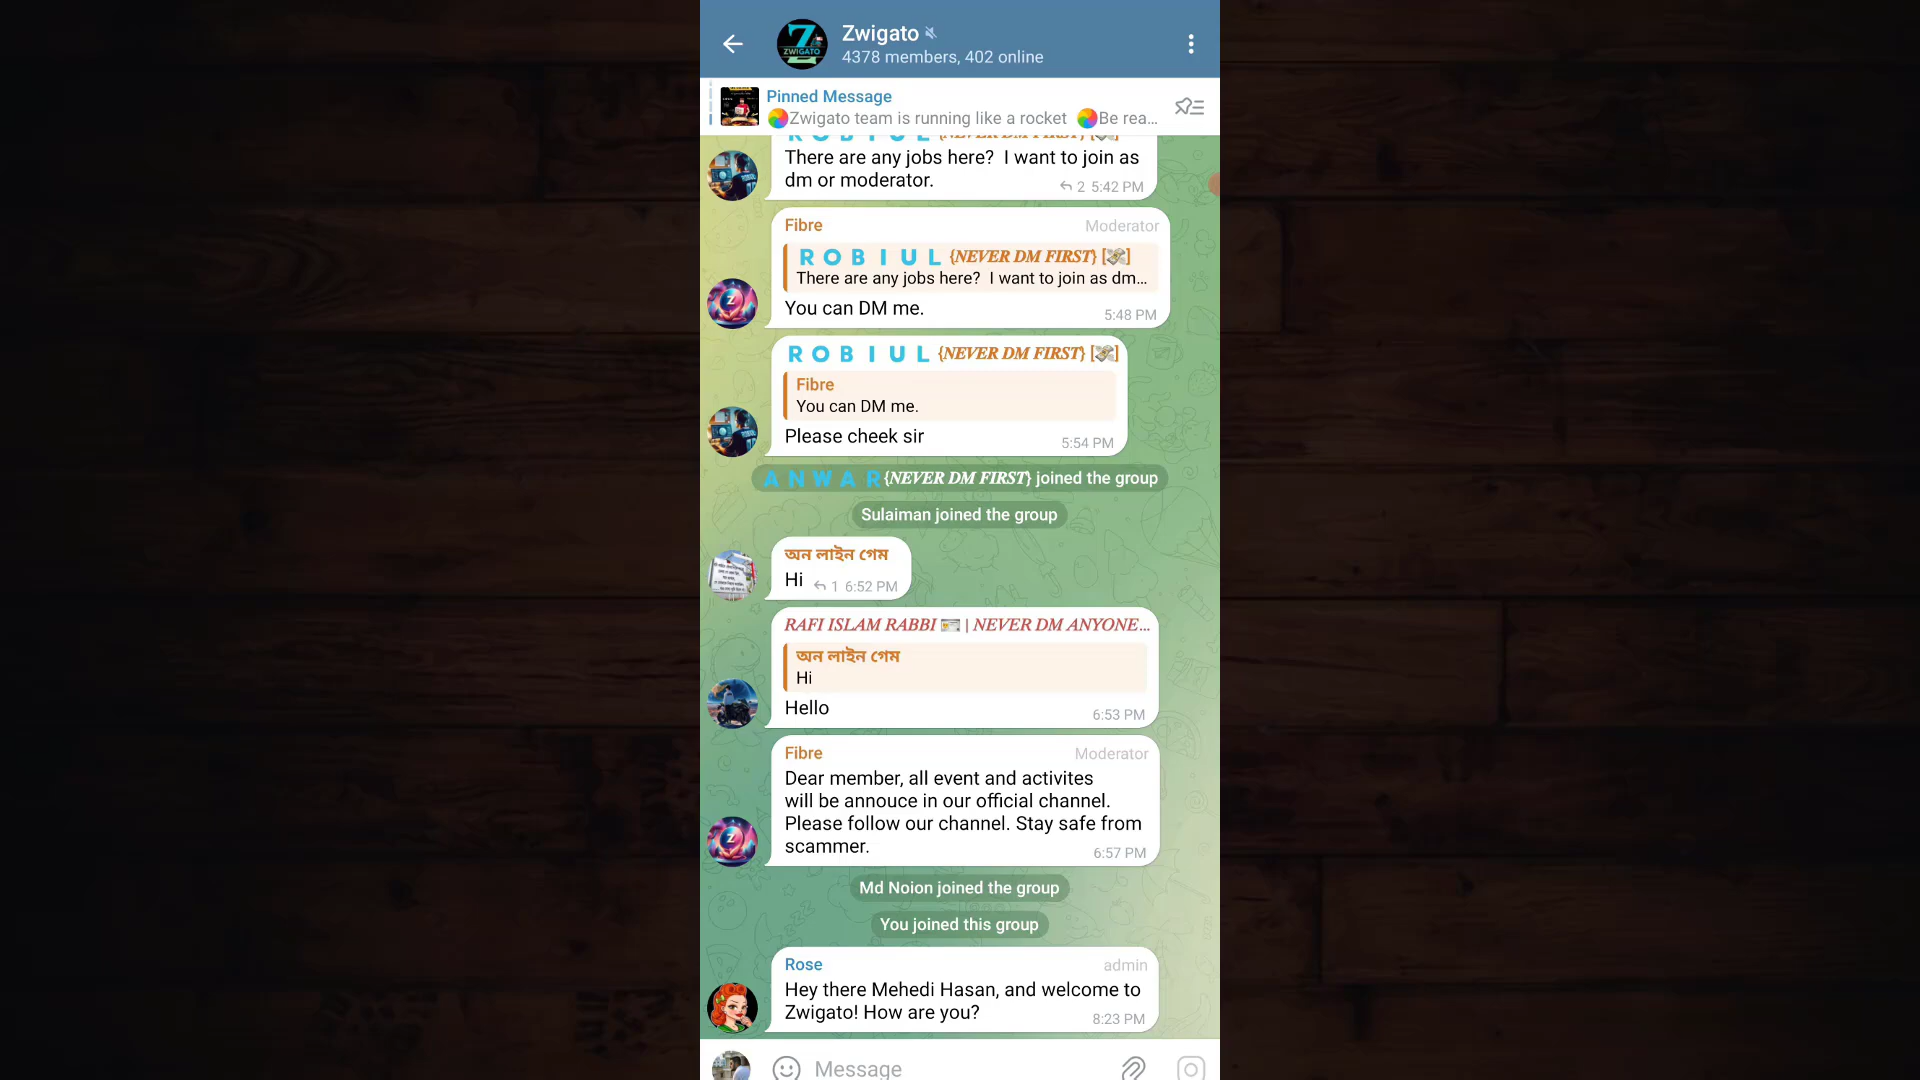 Zwigato
4378 members, 402 online
Pinned Message
Zwigato team is running like a rocket Be rea...
ROBIUL {NEVER DM FIRST}
There are any jobs here? I want to join as
dm or moderator.
2 5:42 PM
Fibre Moderator
ROBIUL {NEVER DM FIRST} [💸]
There are any jobs here? I want to join as dm...
You can DM me.
5:48 PM
ROBIUL {NEVER DM FIRST} [💸]
Fibre
You can DM me.
Please cheek sir
5:54 PM
ANWAR{NEVER DM FIRST} joined the group
Sulaiman joined the group
অন লাইন গেম
Hi 1 6:52 PM
RAFI ISLAM RABBI | NEVER DM ANYONE...
অন লাইন গেম
Hi
Hello
6:53 PM
Fibre Moderator
Dear member, all event and activites
will be annouce in our official channel.
Please follow our channel. Stay safe from
scammer.
6:57 PM
Md Noion joined the group
You joined this group
Rose admin
Hey there Mehedi Hasan, and welcome to
Zwigato! How are you?
8:23 PM
Message